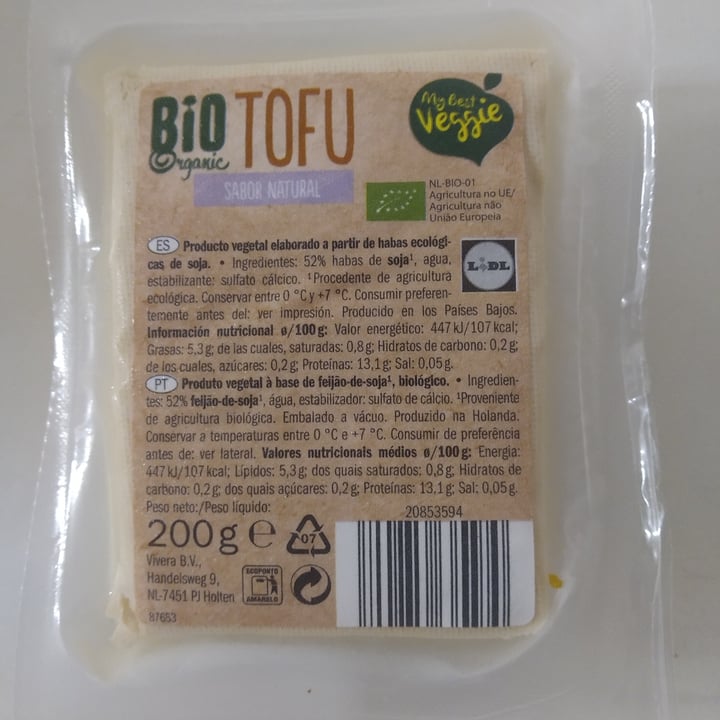 BIO TOFU
Organic
SABOR NATURAL
My Best
Veggie
NL-BIO-01
Agricultura no UE/
Agricultura não
União Europeia
ES Producto vegetal elaborado a partir de habas ecológi-
cas de soja. • Ingredientes: 52% habas de soja¹, agua,
estabilizante: sulfato cálcico. ¹Procedente de agricultura
ecológica. Conservar entre 0 °C y +7 °C. Consumir preferen-
temente antes del: ver impresión. Producido en los Países Bajos.
Información nutricional ø/100 g: Valor energético: 447 kJ/107 kcal;
Grasas: 5,3 g; de las cuales, saturadas: 0,8 g; Hidratos de carbono: 0,2 g;
de los cuales, azúcares: 0,2 g; Proteínas: 13,1 g; Sal: 0,05 g.
LIDL
PT Produto vegetal à base de feijão-de-soja¹, biológico. • Ingredien-
tes: 52% feijão-de-soja¹, água, estabilizador: sulfato de cálcio. ¹Proveniente
de agricultura biológica. Embalado a vácuo. Produzido na Holanda.
Conservar a temperaturas entre 0 °C e +7 °C. Consumir de preferência
antes de: ver lateral. Valores nutricionais médios ø/100 g: Energia:
447 kJ/107 kcal; Lípidos: 5,3 g; dos quais saturados: 0,8 g; Hidratos de
carbono: 0,2 g; dos quais açúcares: 0,2 g; Proteínas: 13,1 g; Sal: 0,05 g.
Peso neto:/Peso líquido:
200 g e
07
20853594
Vivera B.V.,
Handelsweg 9,
NL-7451 PJ Holten
ECOPONTO
AMARELO
87653